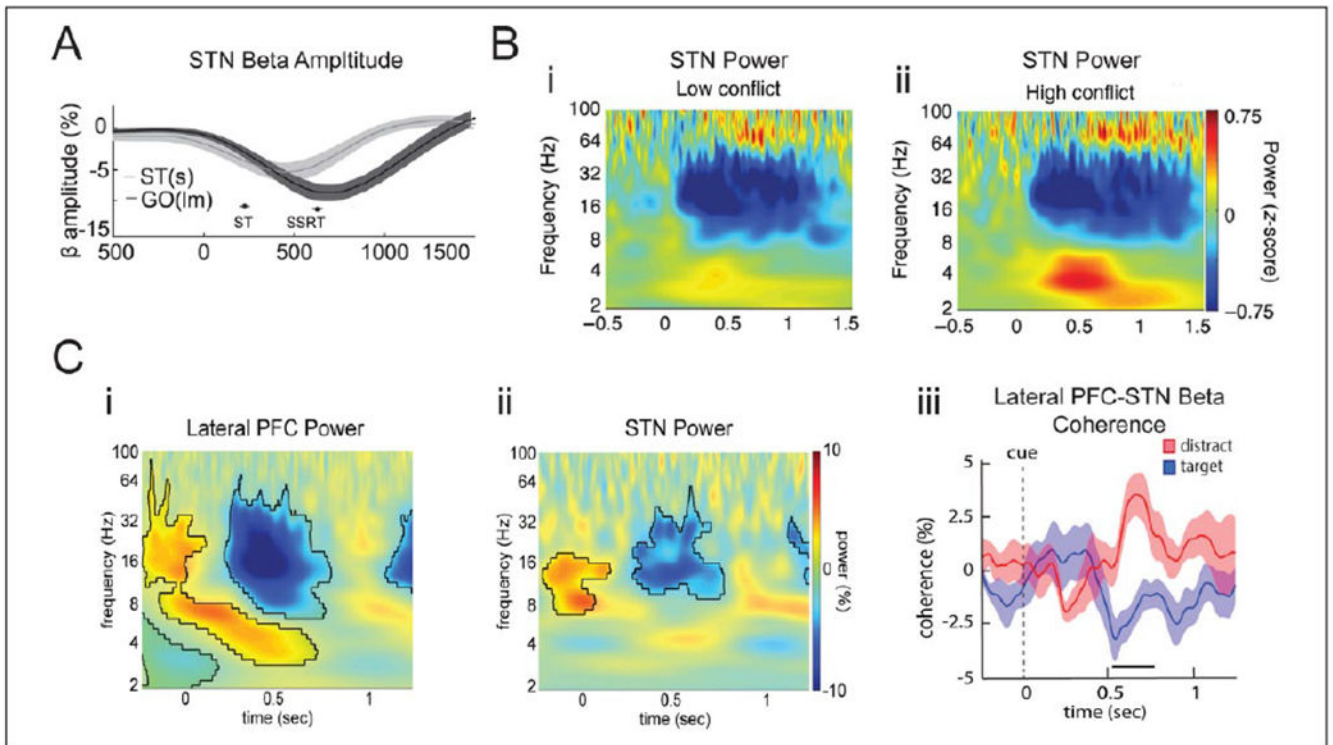 A
STN Beta Ampltitude
β amplitude (%)
0
-5
-15
ST(s)
GO(lm)
ST
SSRT
500
0
500
1000
1500
B
i
STN Power
Low conflict
Frequency (Hz)
100
64
32
16
8
4
2
−0.5
0
0.5
1
1.5
ii
STN Power
High conflict
Frequency (Hz)
100
64
32
16
8
4
2
−0.5
0
0.5
1
1.5
0.75
0
−0.75
Power (z-score)
C
i
Lateral PFC Power
frequency (Hz)
100
64
32
16
8
4
2
0
0.5
1
time (sec)
ii
STN Power
frequency (Hz)
100
64
32
16
8
4
2
0
0.5
1
time (sec)
10
0
-10
power (%)
iii
Lateral PFC-STN Beta
Coherence
distract
target
cue
coherence (%)
5
2.5
0
-2.5
-5
0
0.5
1
time (sec)